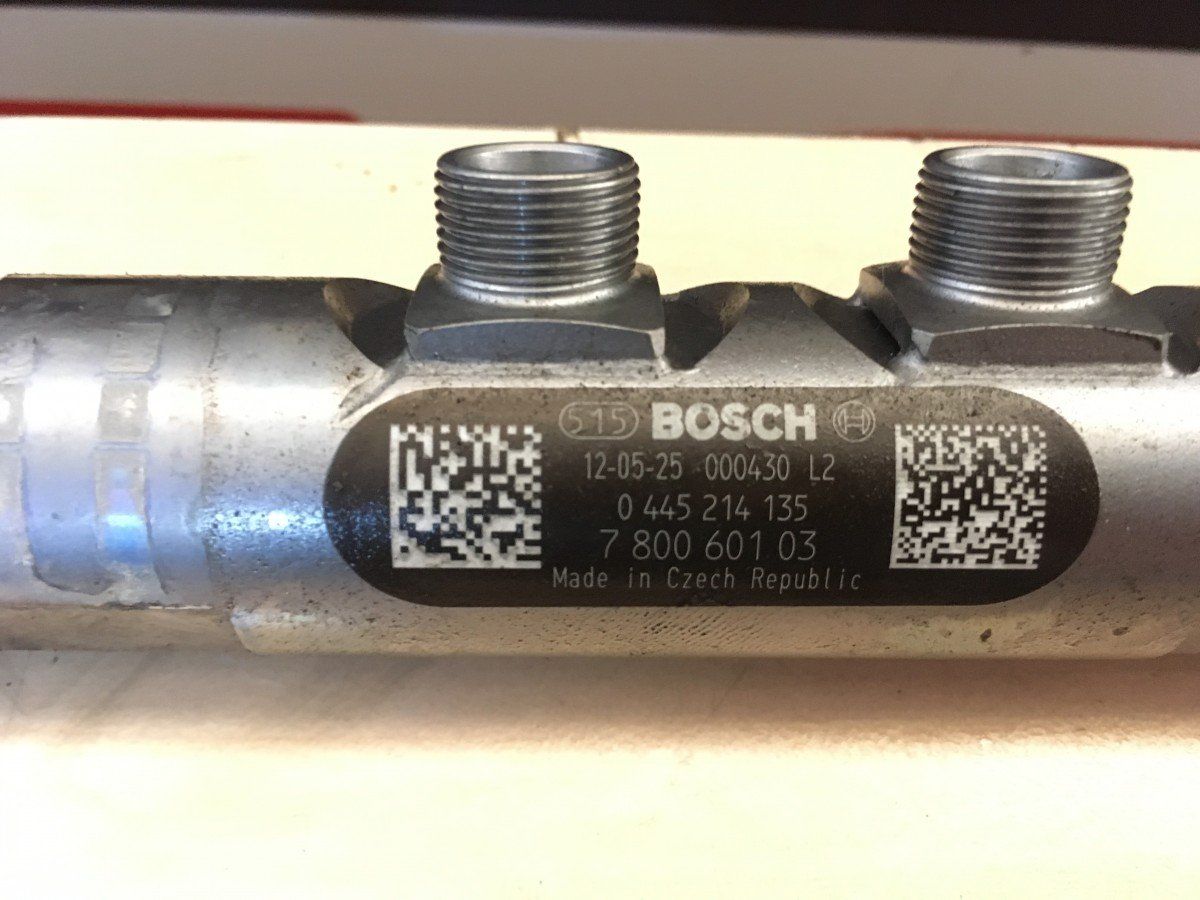 515 BOSCH
12-05-25 000430 L2
0 445 214 135
7 800 601 03
Made in Czech Republic